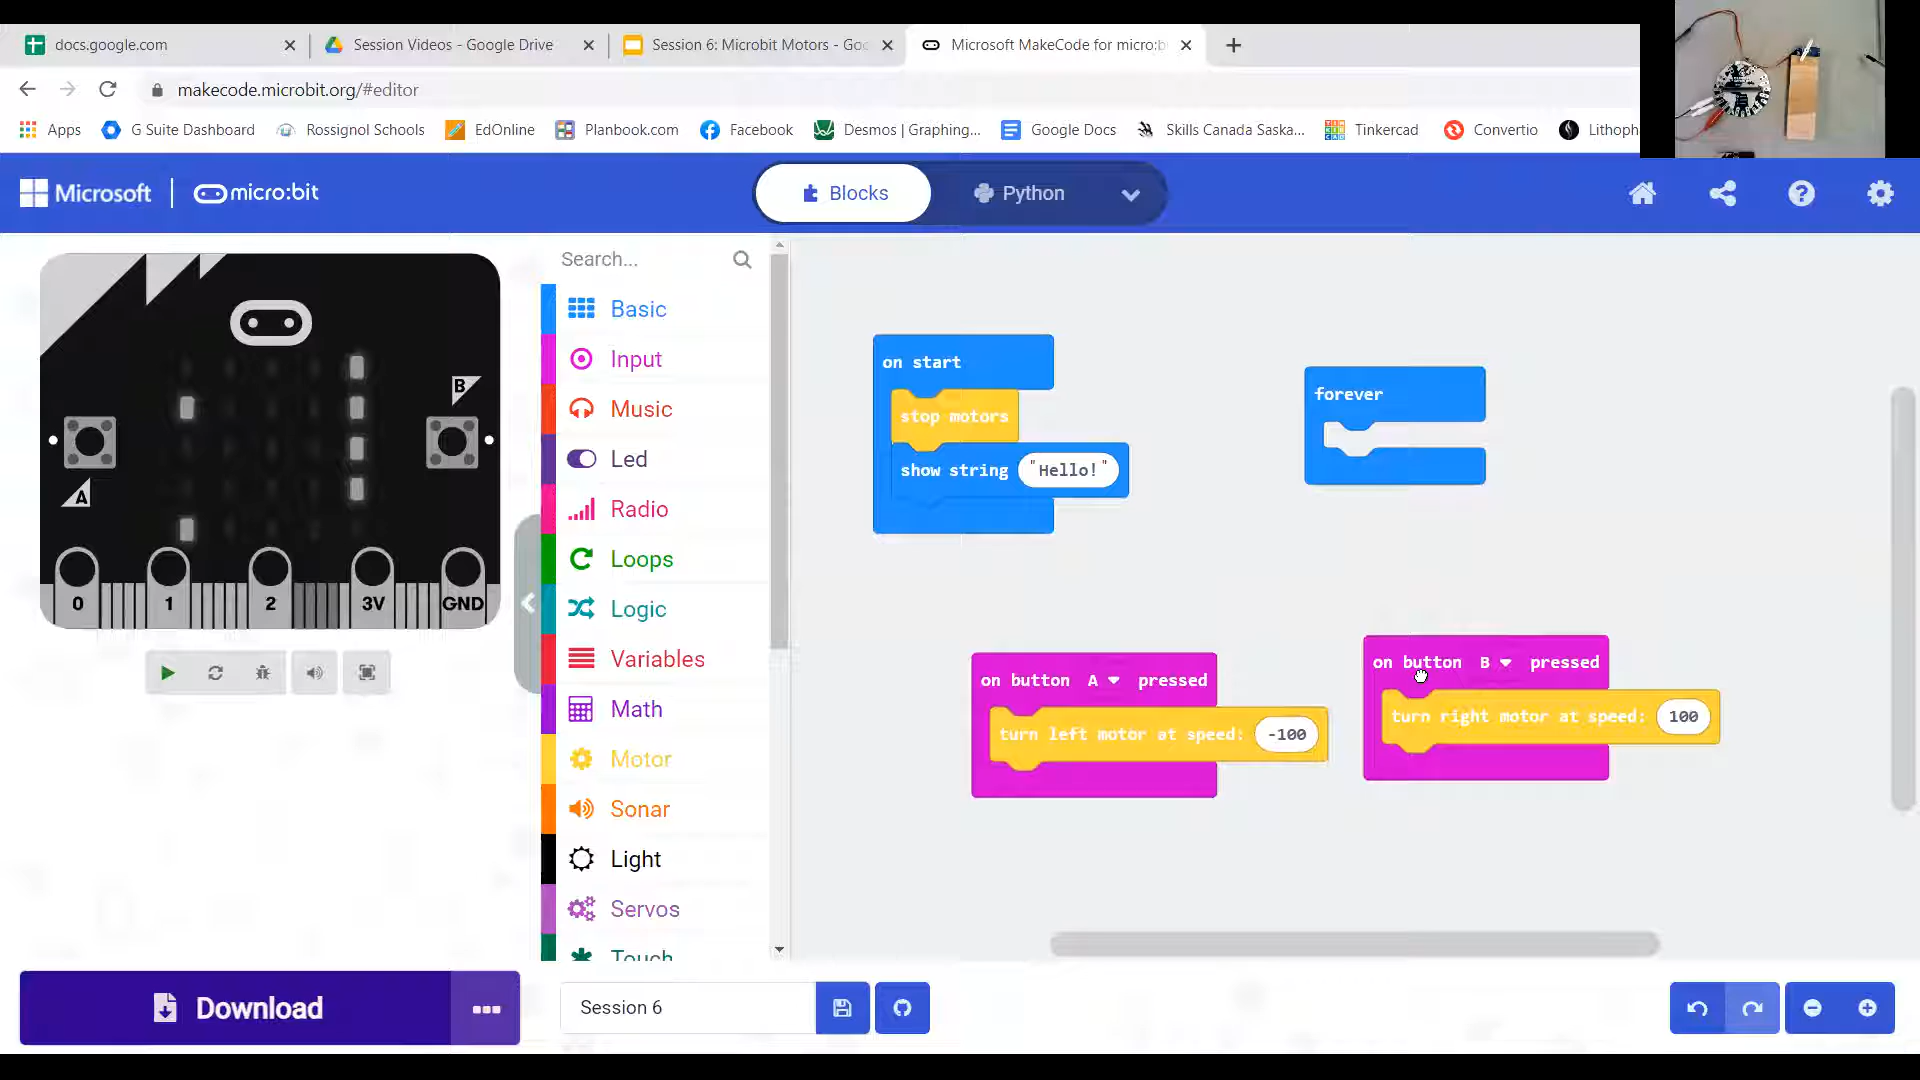 docs.google.com
Session Videos - Google Drive
Session 6: Microbit Motors - Goo
Microsoft MakeCode for micro:b
makecode.microbit.org/#editor
Apps
G Suite Dashboard
Rossignol Schools
EdOnline
Planbook.com
Facebook
Desmos | Graphing...
Google Docs
Skills Canada Saska...
Tinkercad
Convertio
Lithoph
Microsoft
micro:bit
Blocks
Python
B
A
0 1 2 3V GND
Search...
Basic
Input
Music
Led
Radio
Loops
Logic
Variables
Math
Motor
Sonar
Light
Servos
Touch
on start
stop motors
show string "Hello!"
forever
on button A pressed
turn left motor at speed: -100
on button B pressed
turn right motor at speed: 100
Download
Session 6